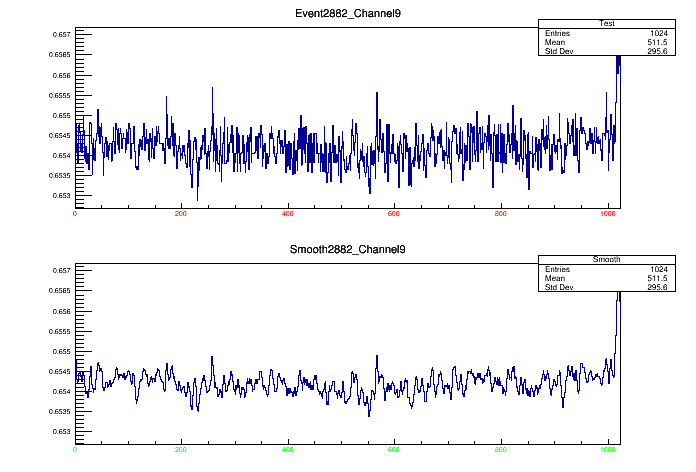 Event2882_Channel9
Test
Entries 1024
Mean 511.5
Std Dev 295.6
0.657
0.6565
0.656
0.6555
0.655
0.6545
0.654
0.6535
0.653
0 200 400 600 800 1000
Smooth2882_Channel9
Smooth
Entries 1024
Mean 511.5
Std Dev 295.6
0.657
0.6565
0.656
0.6555
0.655
0.6545
0.654
0.6535
0.653
0 200 400 600 800 1000